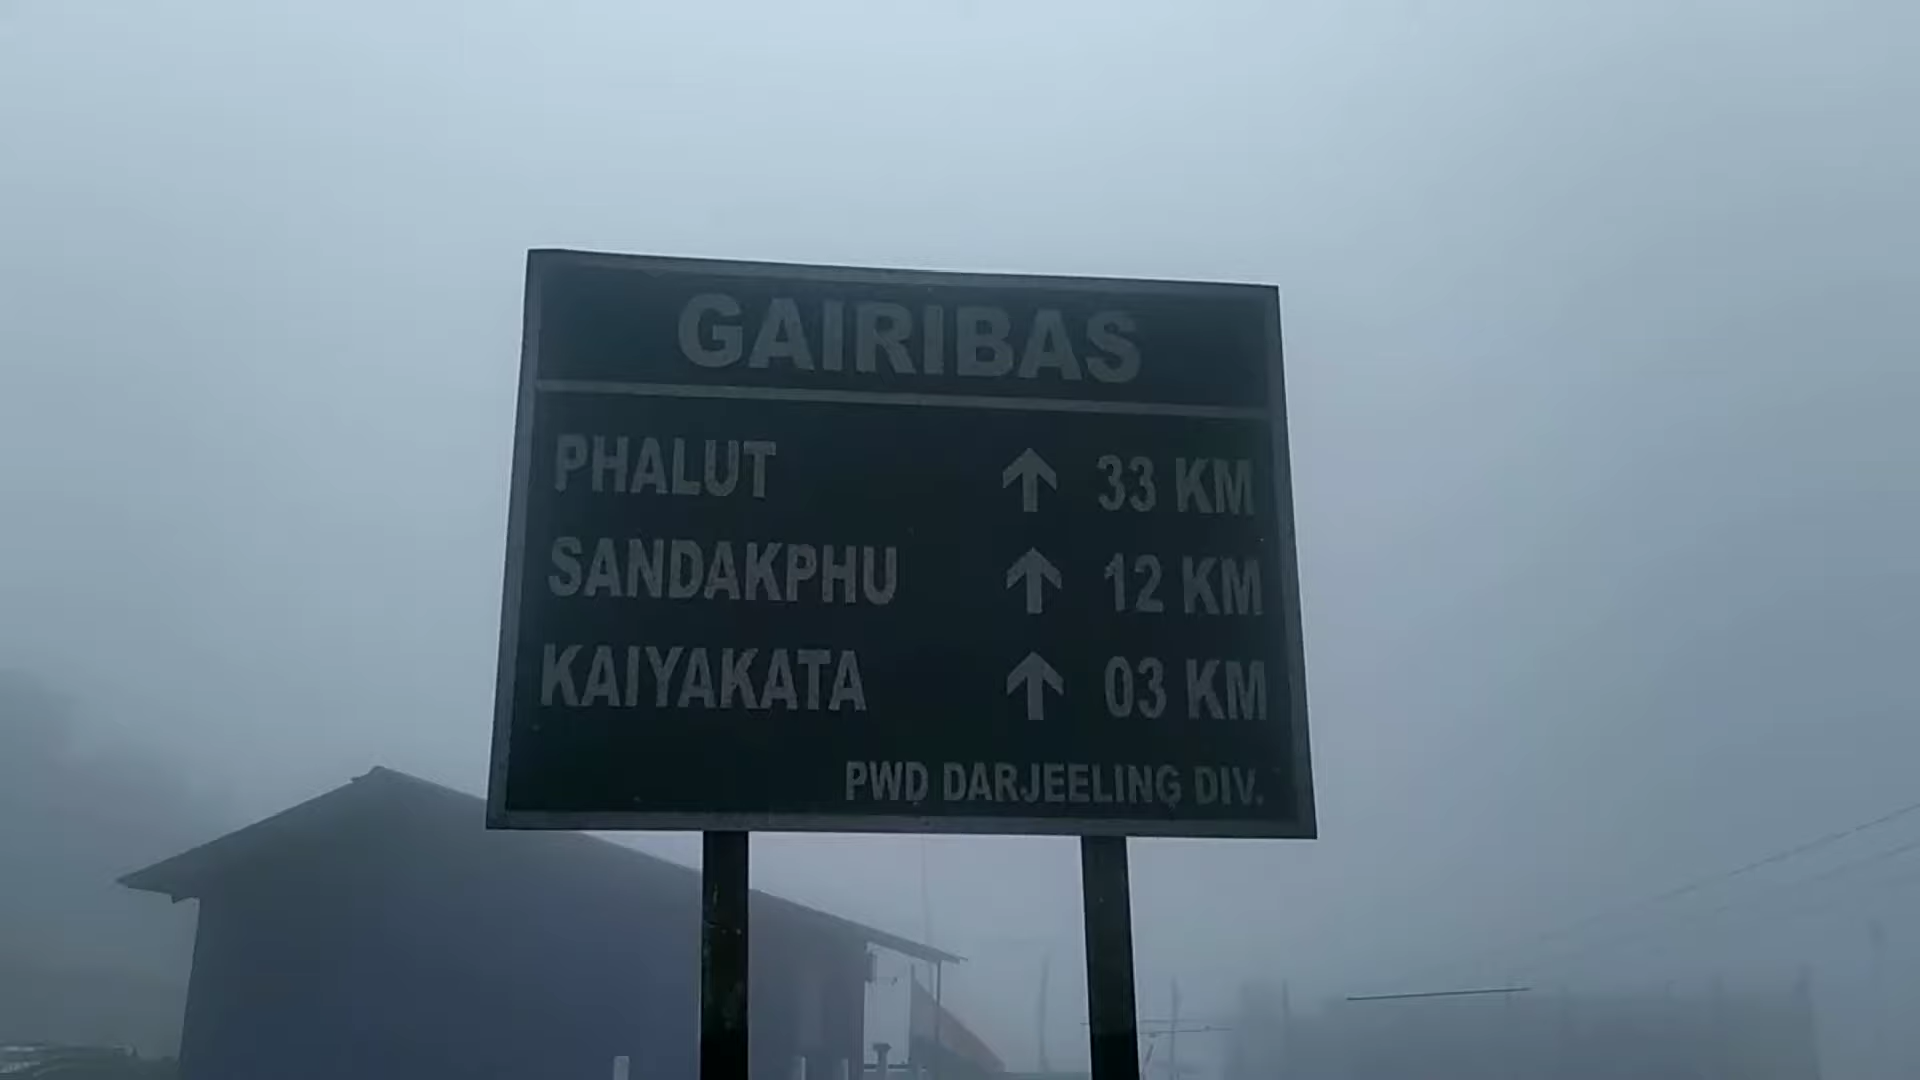 GAIRIBAS
PHALUT ↑ 33 KM
SANDAKPHU ↑ 12 KM
KAIYAKATA ↑ 03 KM
PWD DARJEELING DIV.